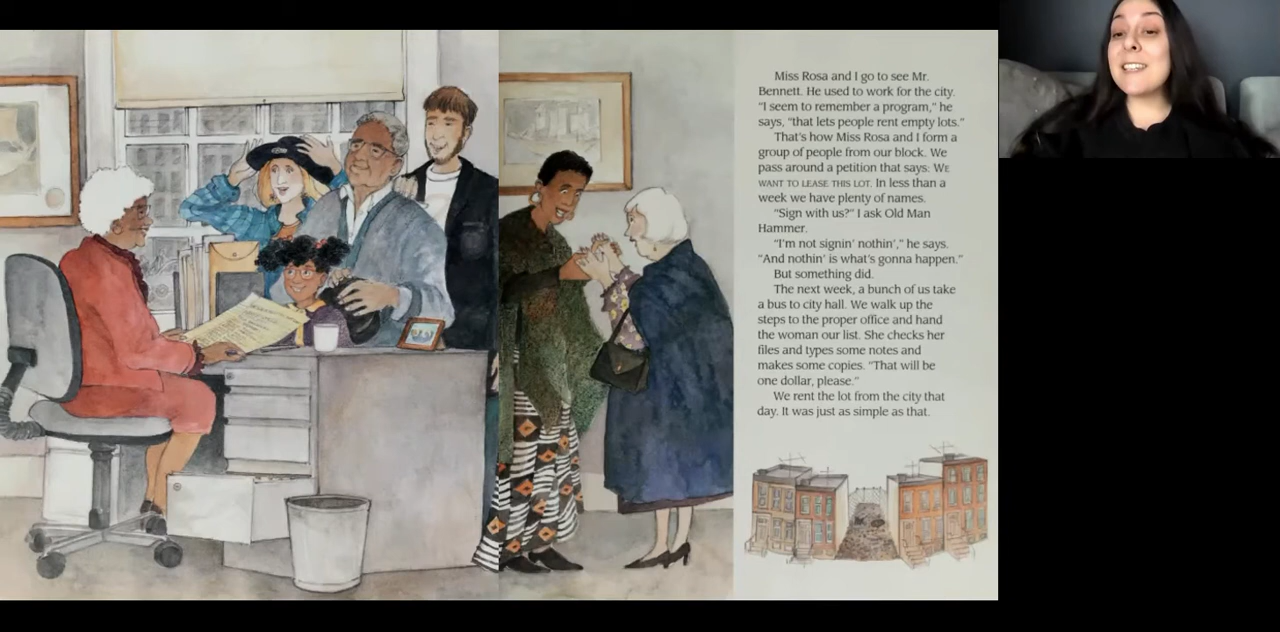 Miss Rosa and I go to see Mr.
Bennett. He used to work for the city.
“I seem to remember a program,” he
says, “that lets people rent empty lots.”
That’s how Miss Rosa and I form a
group of people from our block. We
pass around a petition that says: WE
WANT TO LEASE THIS LOT. In less than a
week we have plenty of names.
“Sign with us?” I ask Old Man
Hammer.
“I’m not signin’ nothin’,” he says.
“And nothin’ is what’s gonna happen.”
But something did.
The next week, a bunch of us take
a bus to city hall. We walk up the
steps to the proper office and hand
the woman our list. She checks her
files and types some notes and
makes some copies. “That will be
one dollar, please.”
We rent the lot from the city that
day. It was just as simple as that.